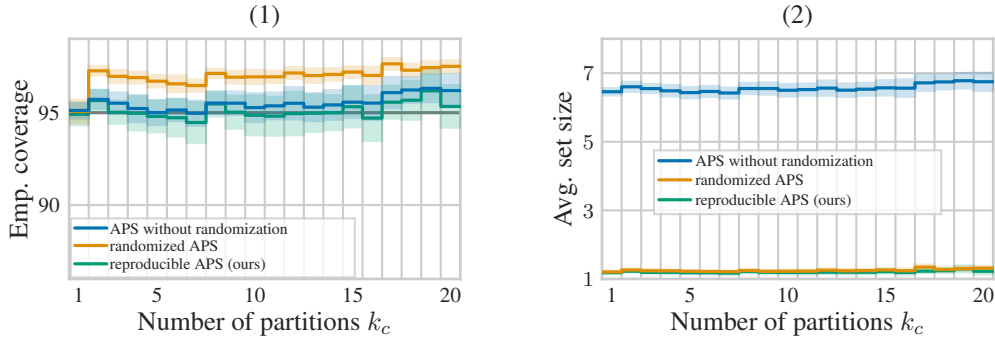 (1)
Emp. coverage
95
90
APS without randomization
randomized APS
reproducible APS (ours)
1 5 10 15 20
Number of partitions k_c
(2)
Avg. set size
7
5
3
1
APS without randomization
randomized APS
reproducible APS (ours)
1 5 10 15 20
Number of partitions k_c